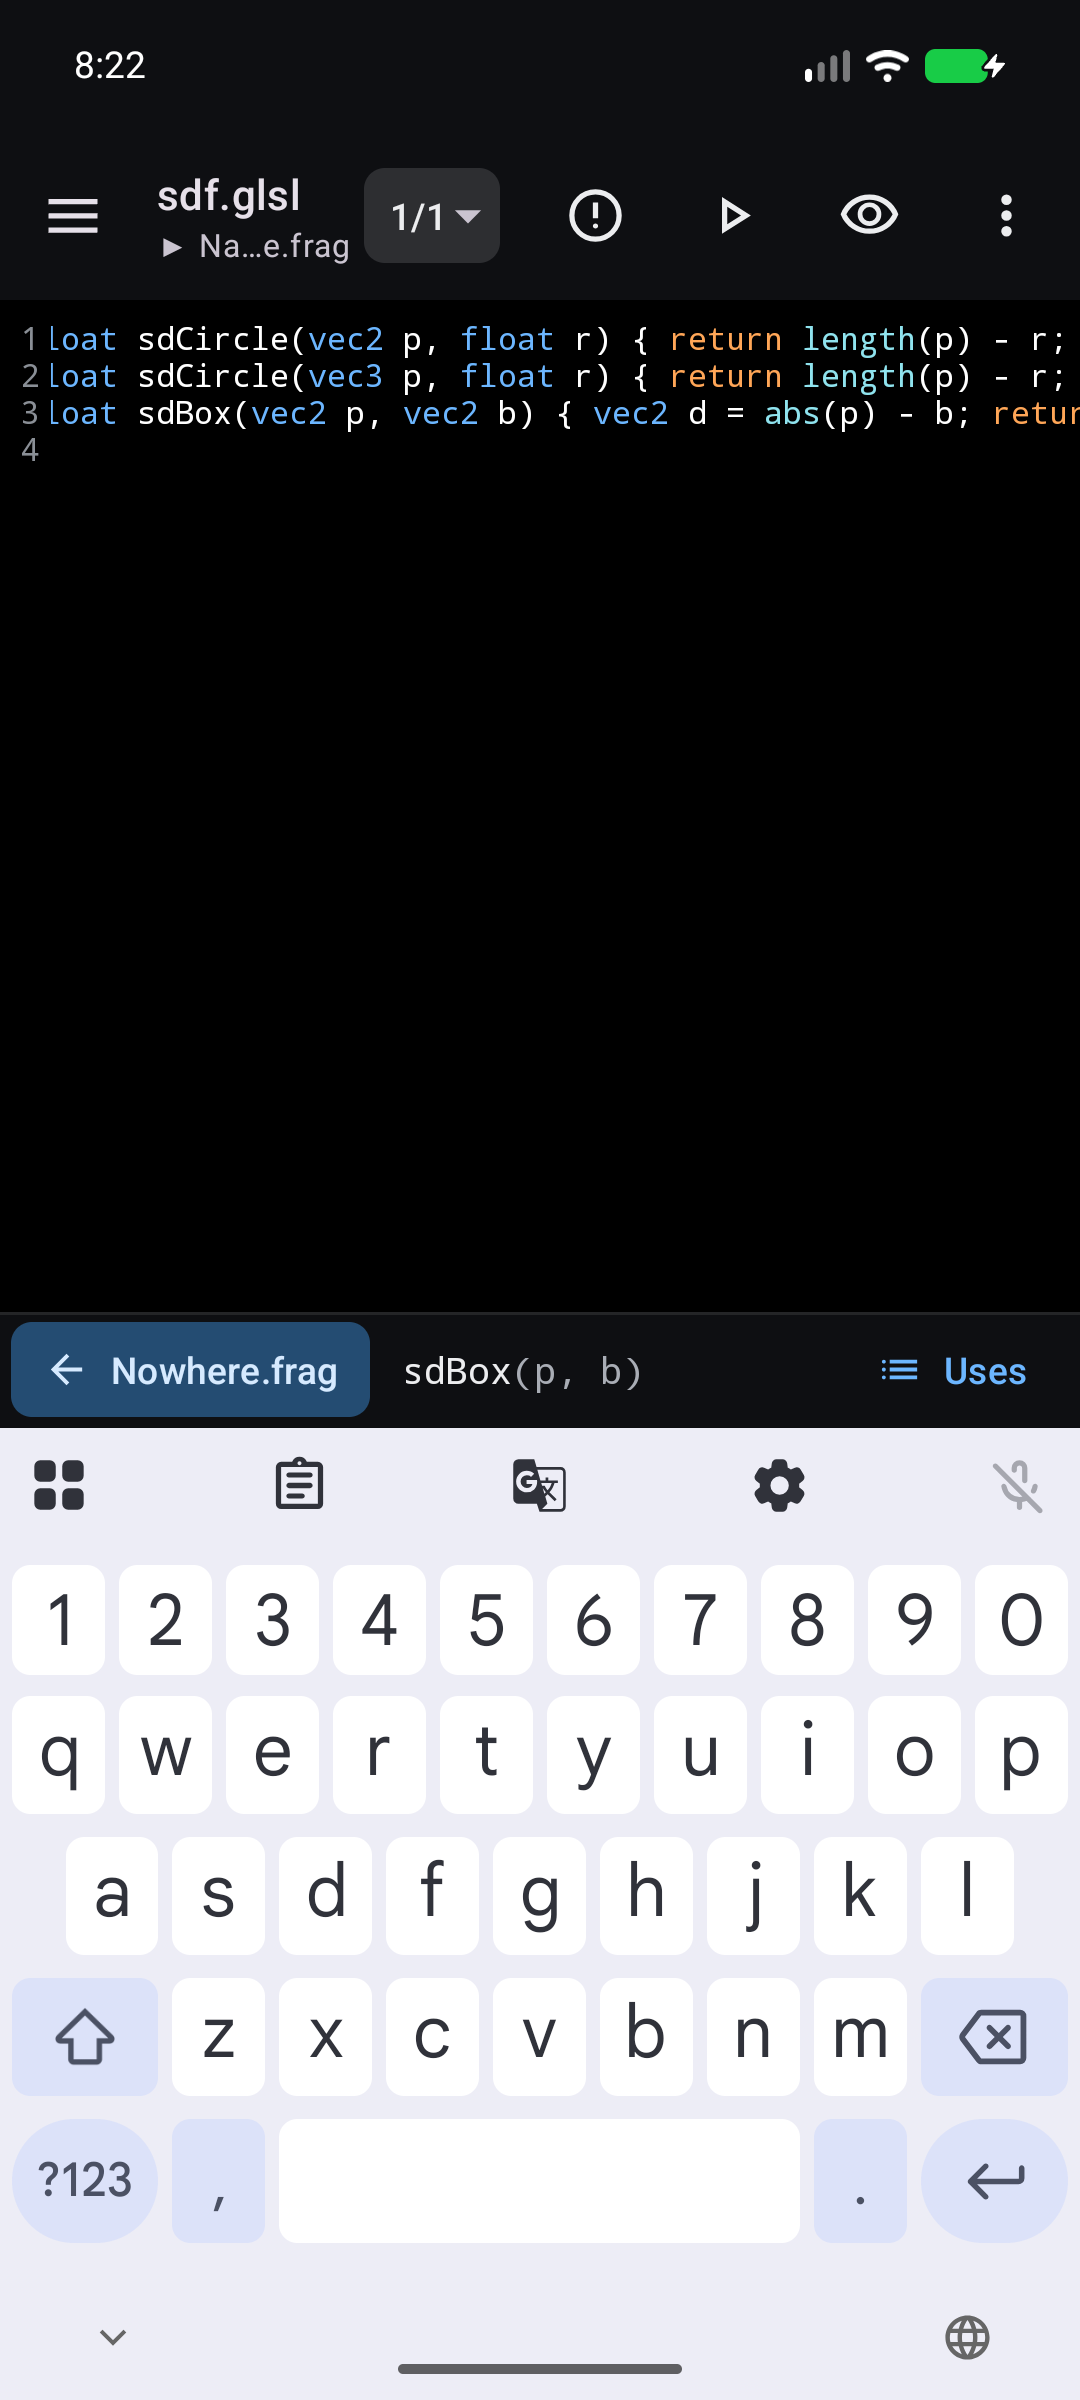 8:22
sdf.glsl
► Na…e.frag
1/1
1 loat sdCircle(vec2 p, float r) { return length(p) - r;
2 loat sdCircle(vec3 p, float r) { return length(p) - r;
3 loat sdBox(vec2 p, vec2 b) { vec2 d = abs(p) - b; retur
4
← Nowhere.frag
sdBox(p, b)
Uses
1 2 3 4 5 6 7 8 9 0
q w e r t y u i o p
a s d f g h j k l
z x c v b n m
?123 , .